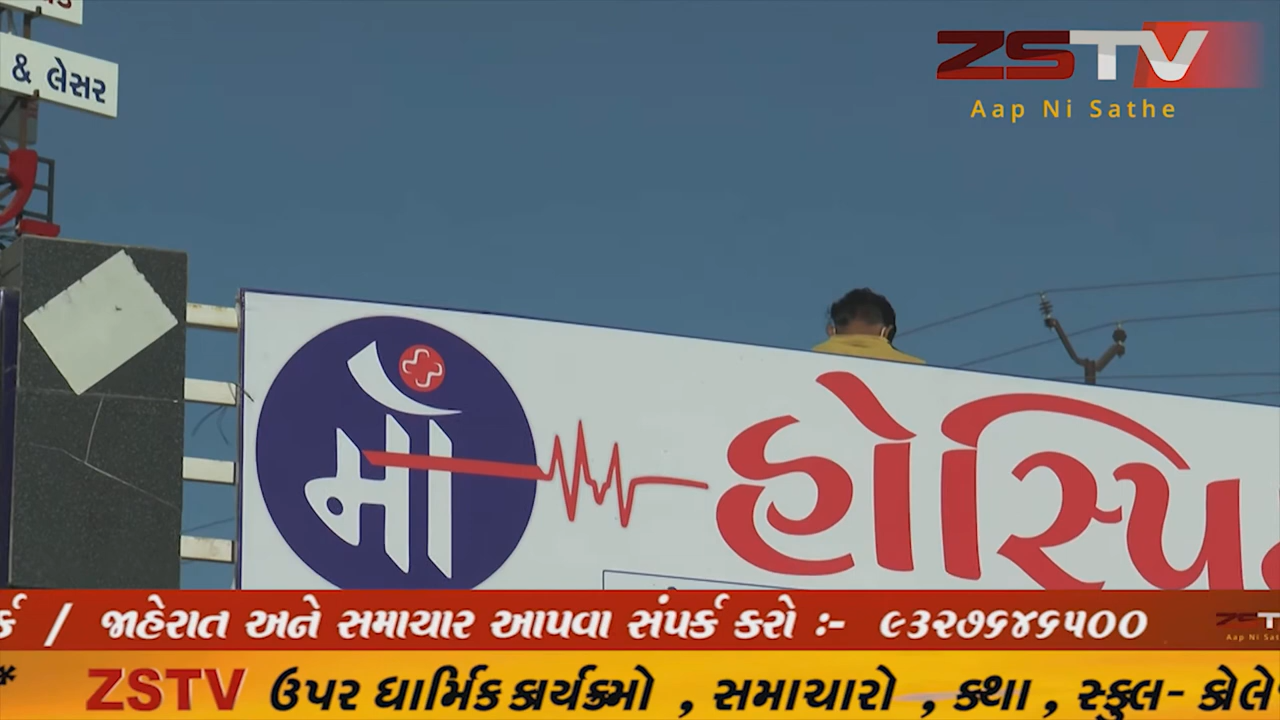 & લેસર
ZSTV
Aap Ni Sathe
માઁ હોસ્પિ
ર્ક / જાહેરાત અને સમાચાર આપવા સંપર્ક કરો :- ૯૩૨૭૬૪૬૫૦૦
* ZSTV ઉપર ધાર્મિક કાર્યક્રમો , સમાચારો , કથા , સ્કુલ- કોલે